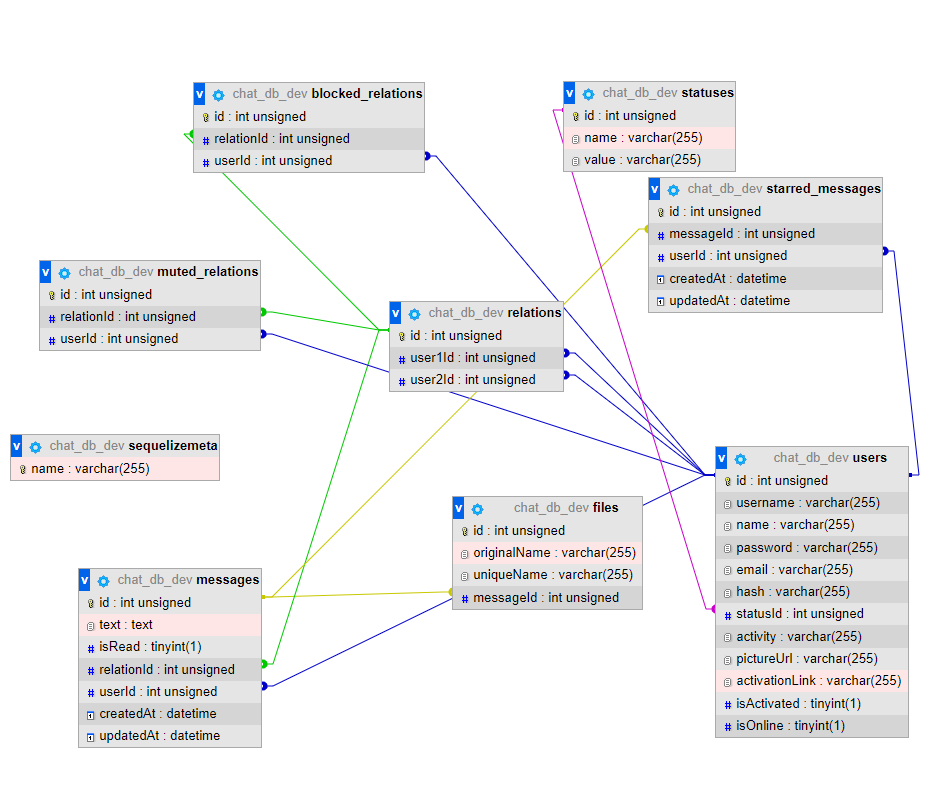 v chat_db_dev blocked_relations
id : int unsigned
# relationId : int unsigned
# userId : int unsigned
v chat_db_dev statuses
id : int unsigned
name : varchar(255)
value : varchar(255)
v chat_db_dev starred_messages
id : int unsigned
# messageId : int unsigned
# userId : int unsigned
createdAt : datetime
updatedAt : datetime
v chat_db_dev muted_relations
id : int unsigned
# relationId : int unsigned
# userId : int unsigned
v chat_db_dev relations
id : int unsigned
# user1Id : int unsigned
# user2Id : int unsigned
v chat_db_dev sequelizemeta
name : varchar(255)
v chat_db_dev users
id : int unsigned
username : varchar(255)
name : varchar(255)
password : varchar(255)
email : varchar(255)
hash : varchar(255)
# statusId : int unsigned
activity : varchar(255)
pictureUrl : varchar(255)
activationLink : varchar(255)
# isActivated : tinyint(1)
# isOnline : tinyint(1)
v chat_db_dev files
id : int unsigned
originalName : varchar(255)
uniqueName : varchar(255)
# messageId : int unsigned
v chat_db_dev messages
id : int unsigned
text : text
# isRead : tinyint(1)
# relationId : int unsigned
# userId : int unsigned
createdAt : datetime
updatedAt : datetime